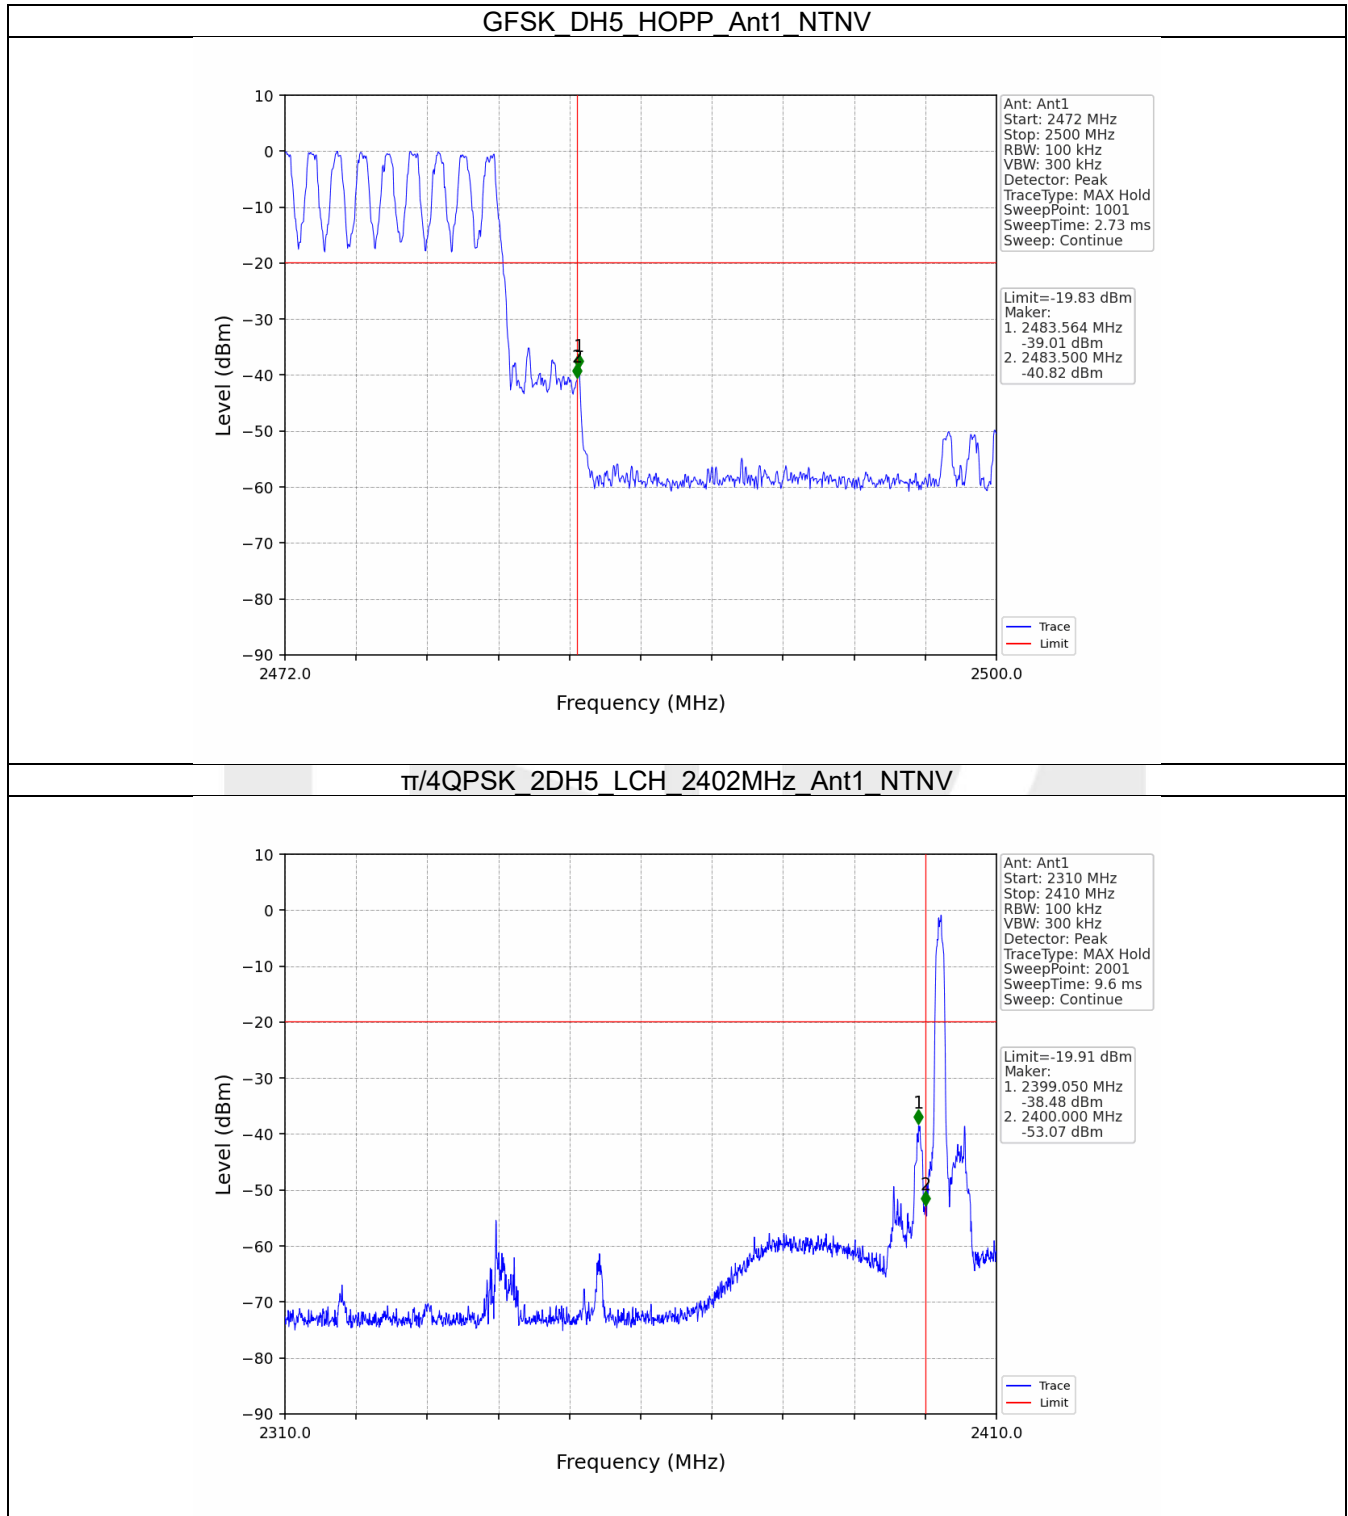 GFSK_DH5_HOPP_Ant1_NTNV
10
0
−10
−20
−30
−40
−50
−60
−70
−80
−90
Level (dBm)
2472.0
2500.0
Frequency (MHz)
1
2
Ant: Ant1
Start: 2472 MHz
Stop: 2500 MHz
RBW: 100 kHz
VBW: 300 kHz
Detector: Peak
TraceType: MAX Hold
SweepPoint: 1001
SweepTime: 2.73 ms
Sweep: Continue
Limit=-19.83 dBm
Maker:
1. 2483.564 MHz
-39.01 dBm
2. 2483.500 MHz
-40.82 dBm
Trace
Limit
π/4QPSK_2DH5_LCH_2402MHz_Ant1_NTNV
10
0
−10
−20
−30
−40
−50
−60
−70
−80
−90
Level (dBm)
2310.0
2410.0
Frequency (MHz)
1
2
Ant: Ant1
Start: 2310 MHz
Stop: 2410 MHz
RBW: 100 kHz
VBW: 300 kHz
Detector: Peak
TraceType: MAX Hold
SweepPoint: 2001
SweepTime: 9.6 ms
Sweep: Continue
Limit=-19.91 dBm
Maker:
1. 2399.050 MHz
-38.48 dBm
2. 2400.000 MHz
-53.07 dBm
Trace
Limit